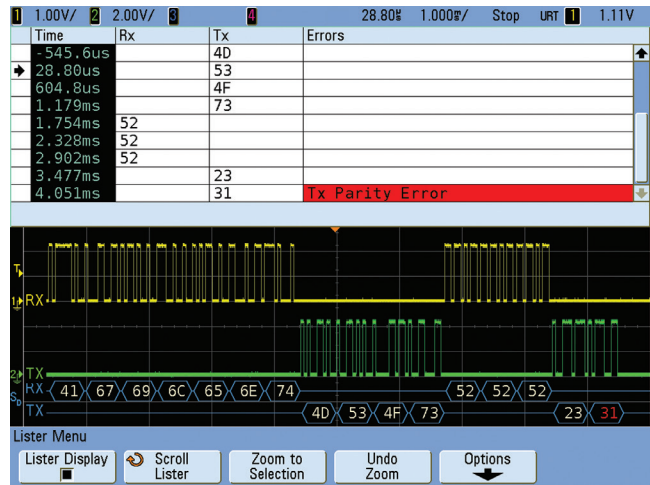 1 1.00V/ 2 2.00V/ 3 4 28.80us 1.000ms/ Stop URT 1 1.11V
Time Rx Tx Errors
-545.6us 4D
28.80us 53
604.8us 4F
1.179ms 73
1.754ms 52
2.328ms 52
2.902ms 52
3.477ms 23
4.051ms 31 Tx Parity Error
T
1 RX
2 TX
RX 41 67 69 6C 65 6E 74 52 52 52
SD
TX 4D 53 4F 73 23 31
Lister Menu
Lister Display Scroll Lister Zoom to Selection Undo Zoom Options